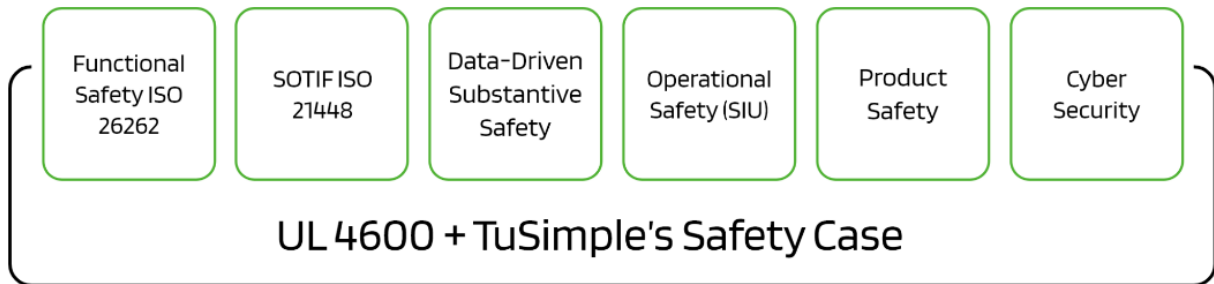 Functional
Safety ISO
26262
SOTIF ISO
21448
Data-Driven
Substantive
Safety
Operational
Safety (SIU)
Product
Safety
Cyber
Security
UL 4600 + TuSimple's Safety Case